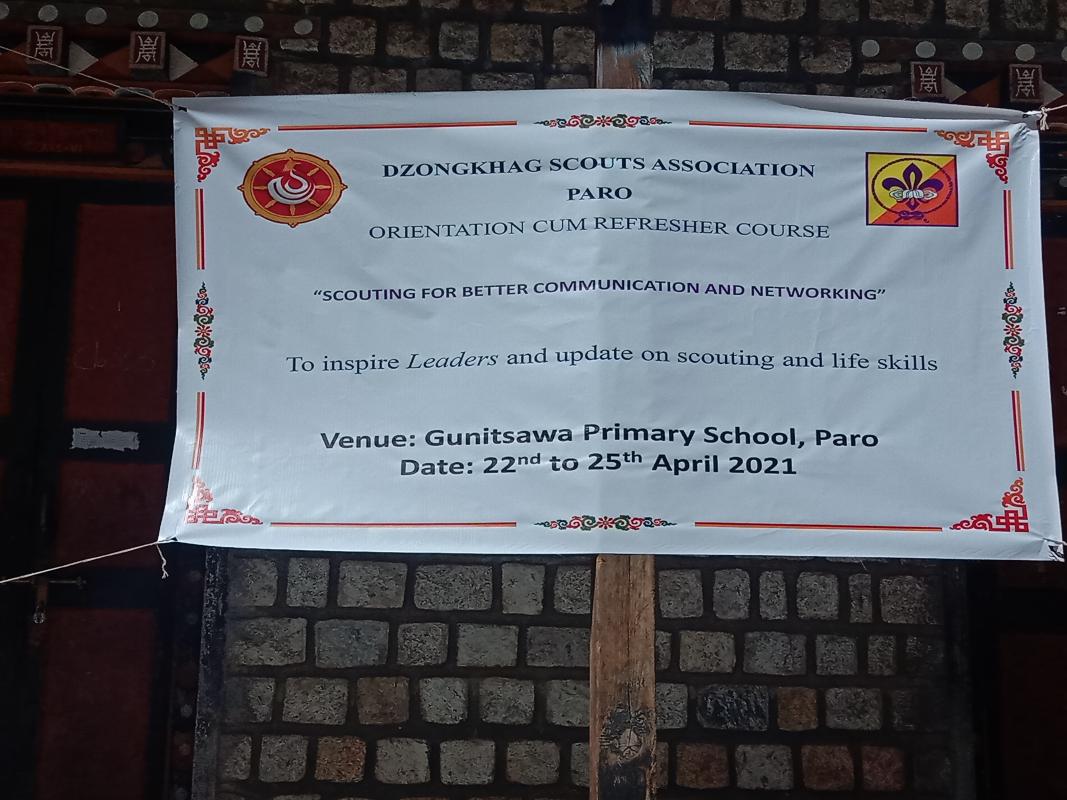 DZONGKHAG SCOUTS ASSOCIATION
PARO
ORIENTATION CUM REFRESHER COURSE
“SCOUTING FOR BETTER COMMUNICATION AND NETWORKING”
To inspire Leaders and update on scouting and life skills
Venue: Gunitsawa Primary School, Paro
Date: 22nd to 25th April 2021